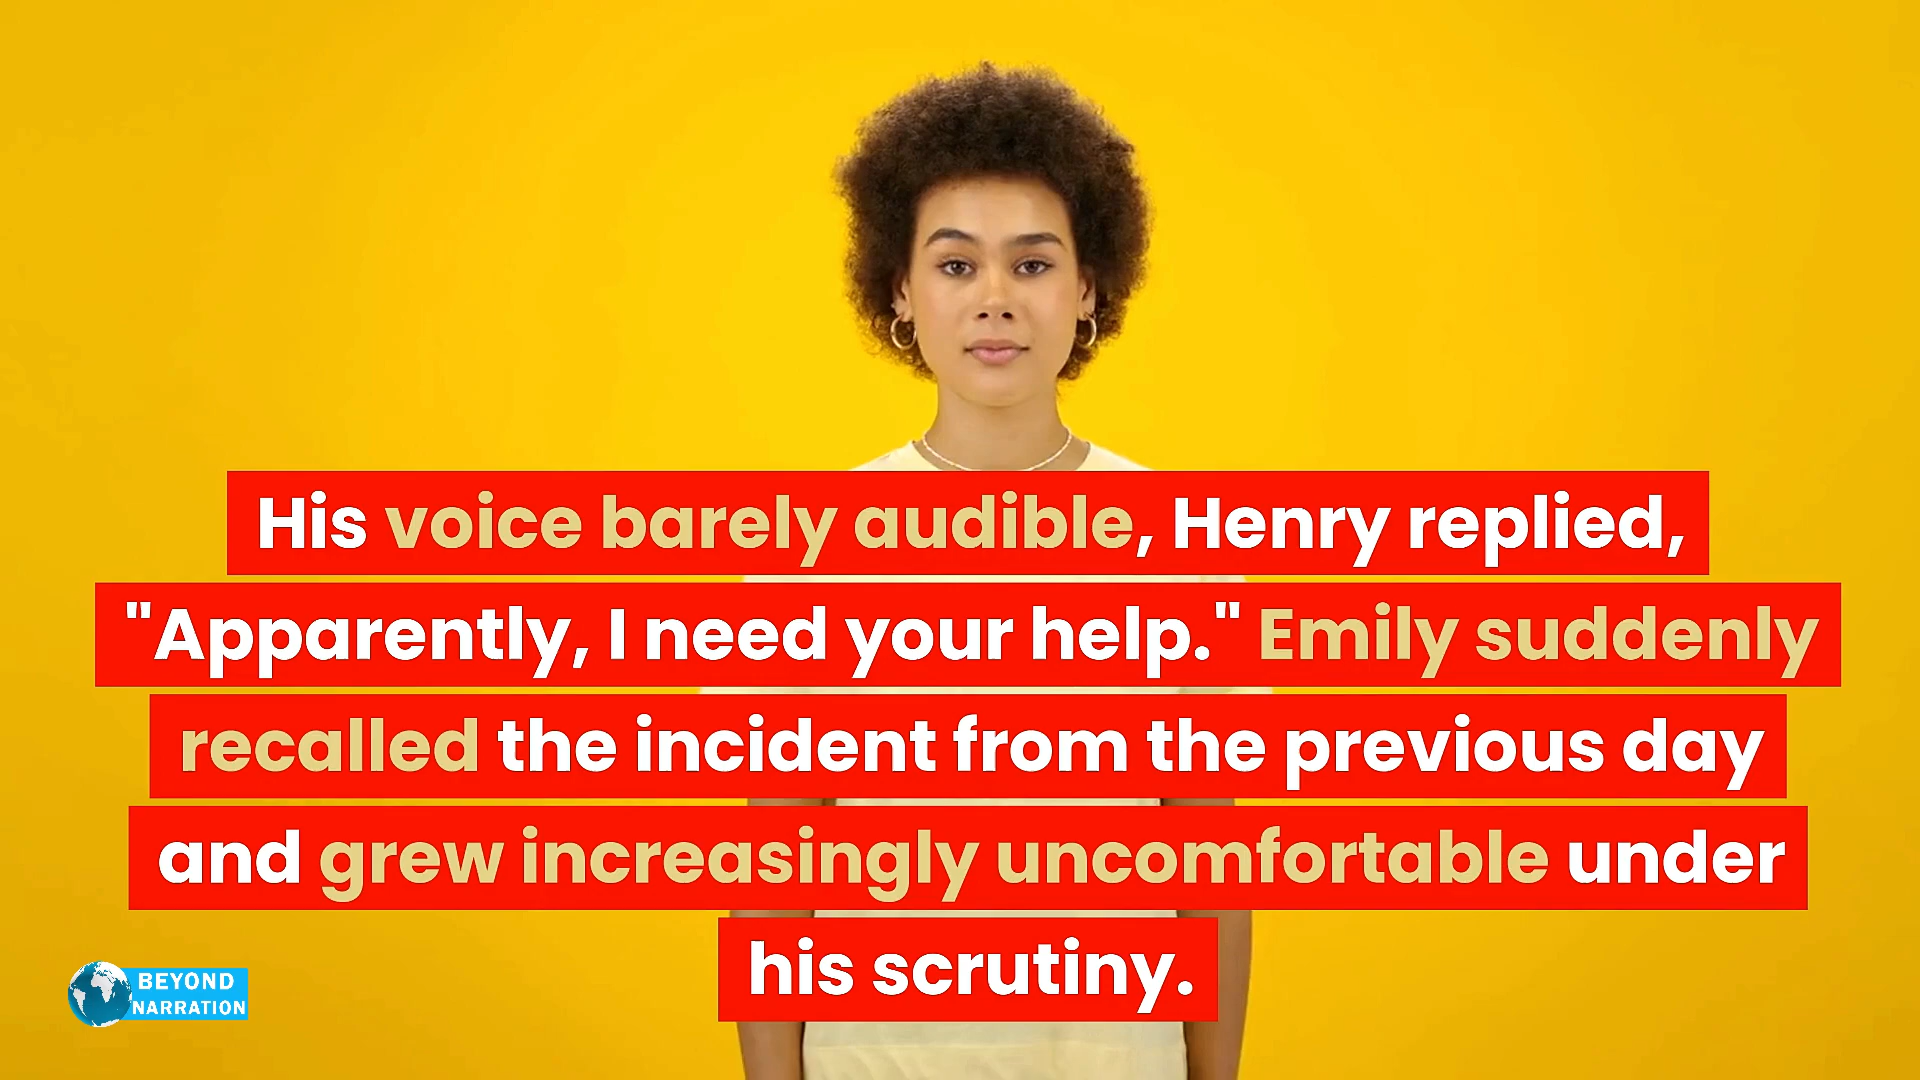 His voice barely audible, Henry replied,
"Apparently, I need your help." Emily suddenly
recalled the incident from the previous day
and grew increasingly uncomfortable under
his scrutiny.
BEYOND
NARRATION